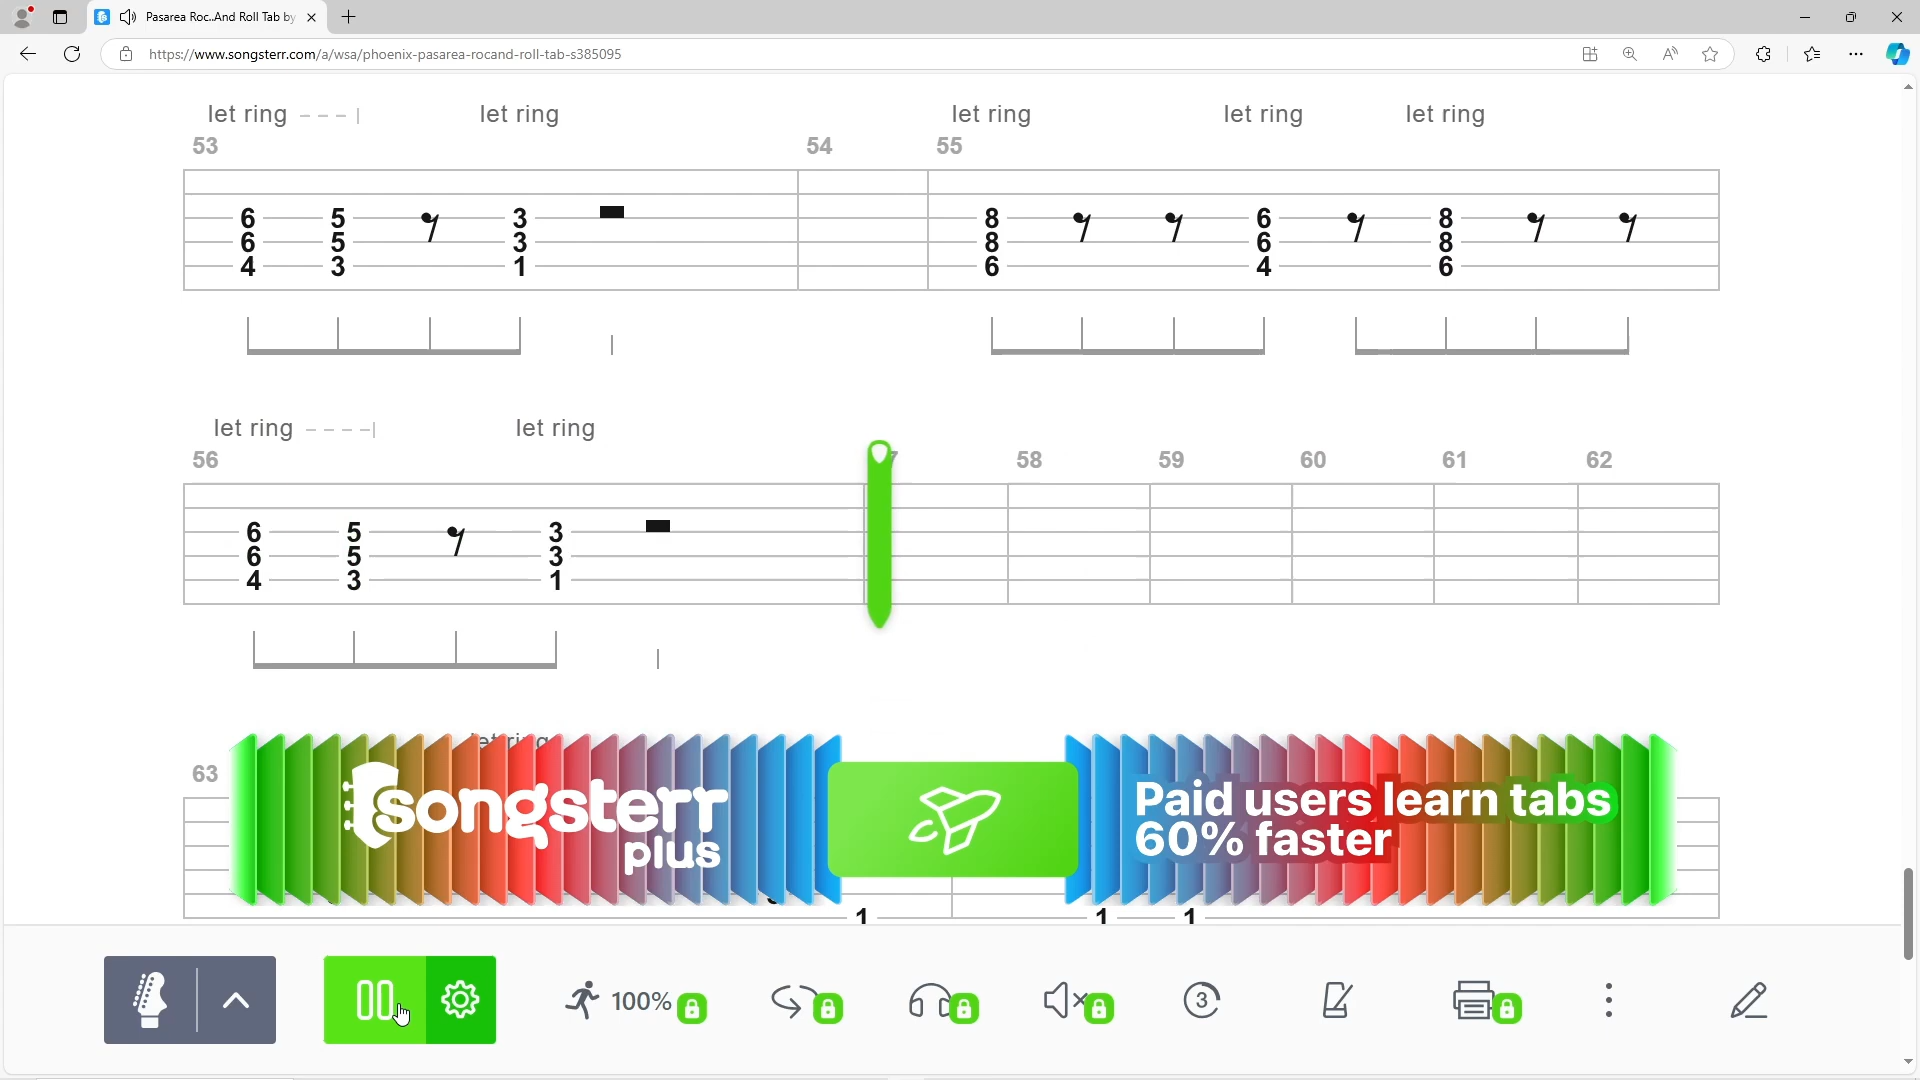 Pasarea Roc..And Roll Tab by
https://www.songsterr.com/a/wsa/phoenix-pasarea-rocand-roll-tab-s385095
let ring let ring let ring let ring let ring
53 54 55
6 5 3 8 6 8
6 5 3 8 6 8
4 3 1 6 4 6
let ring let ring
56 58 59 60 61 62
6 5 3
6 5 3
4 3 1
let ring
63
songsterr
plus
Paid users learn tabs
60% faster
1 1 1
100%
3